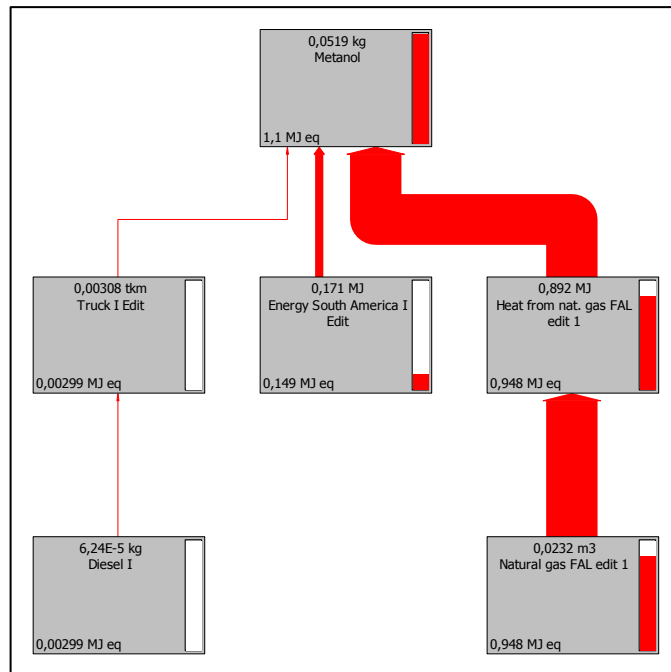 0,0519 kg
Metanol
1,1 MJ eq
0,00308 tkm
Truck I Edit
0,00299 MJ eq
0,171 MJ
Energy South America I
Edit
0,149 MJ eq
0,892 MJ
Heat from nat. gas FAL
edit 1
0,948 MJ eq
6,24E-5 kg
Diesel I
0,00299 MJ eq
0,0232 m3
Natural gas FAL edit 1
0,948 MJ eq